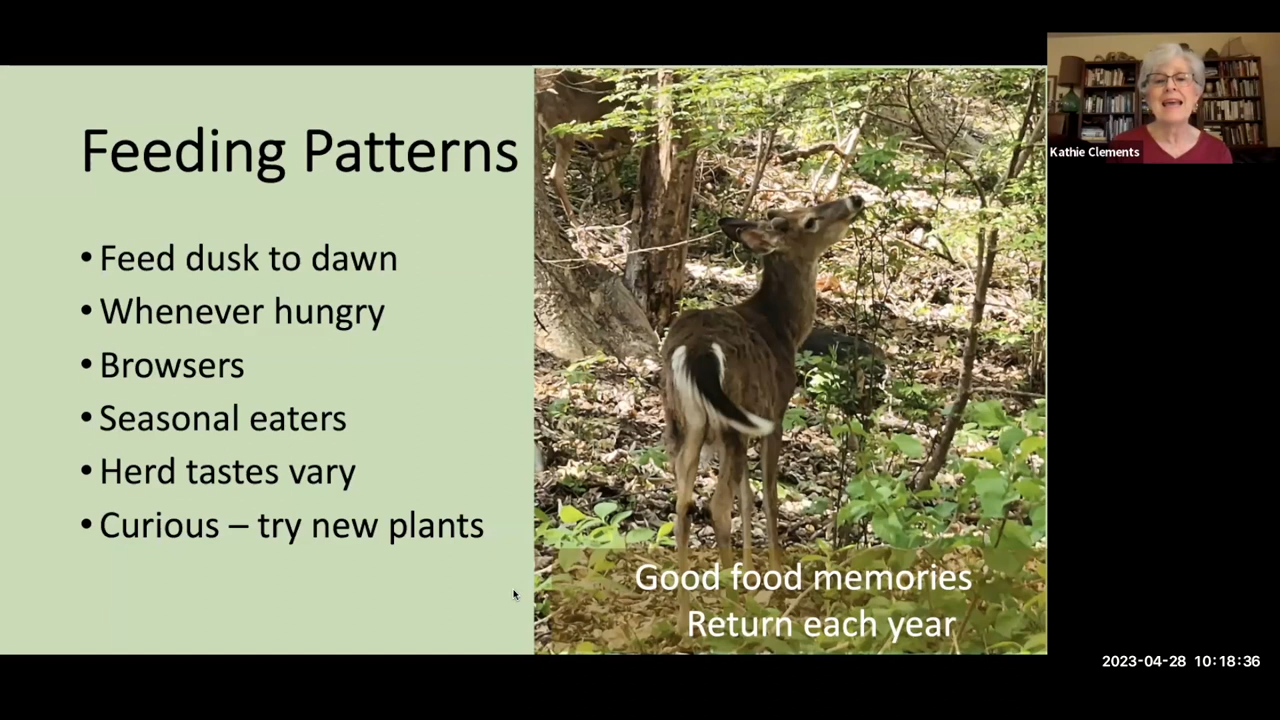 Feeding Patterns
• Feed dusk to dawn
• Whenever hungry
• Browsers
• Seasonal eaters
• Herd tastes vary
• Curious – try new plants
Good food memories
Return each year
Kathie Clements
2023-04-28 10:18:36